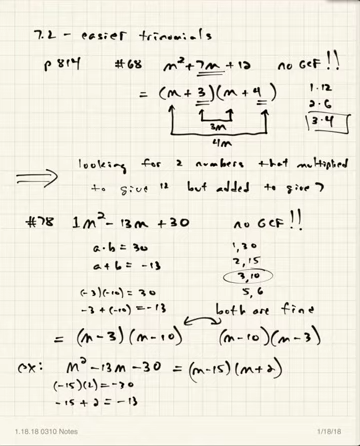 7.2 - easier trinomials
p 814 #68 m² + 7m + 12 no GCF!!
= (m + 3)(m + 4) 1·12
2·6
3m 3·4
4m
looking for 2 numbers that multiplied
to give 12 but added to give 7
#78 1m² - 13m + 30 no GCF!!
a·b = 30 1,30
a + b = -13 2,15
3,10
(-3)(-10) = 30 5,6
-3 + (-10) = -13 both are fine
= (m-3)(m-10) (m-10)(m-3)
ex: m² - 13m - 30 = (m-15)(m+2)
(-15)(2) = -30
-15 + 2 = -13
1.18.18 0310 Notes 1/18/18